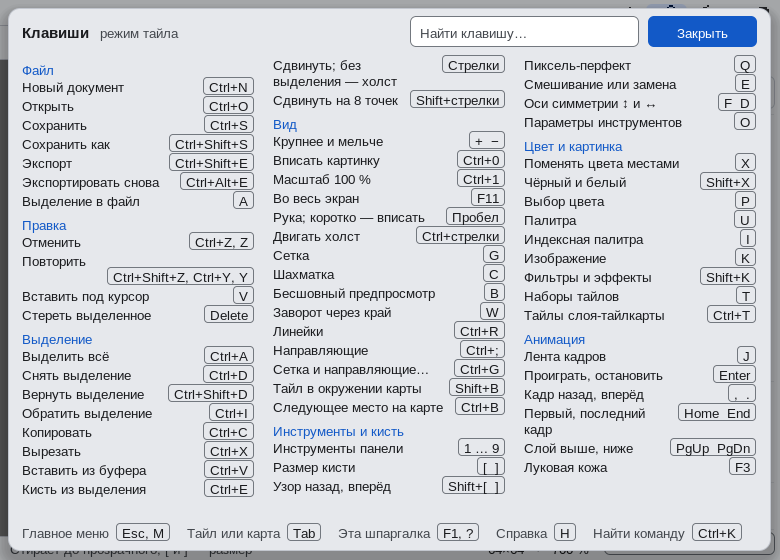 Клавиши режим тайла
Найти клавишу…
Закрыть
Файл
Новый документ Ctrl+N
Открыть Ctrl+O
Сохранить Ctrl+S
Сохранить как Ctrl+Shift+S
Экспорт Ctrl+Shift+E
Экспортировать снова Ctrl+Alt+E
Выделение в файл A
Правка
Отменить Ctrl+Z, Z
Повторить
Ctrl+Shift+Z, Ctrl+Y, Y
Вставить под курсор V
Стереть выделенное Delete
Выделение
Выделить всё Ctrl+A
Снять выделение Ctrl+D
Вернуть выделение Ctrl+Shift+D
Обратить выделение Ctrl+I
Копировать Ctrl+C
Вырезать Ctrl+X
Вставить из буфера Ctrl+V
Кисть из выделения Ctrl+E
Сдвинуть; без Стрелки
выделения — холст
Сдвинуть на 8 точек Shift+стрелки
Вид
Крупнее и мельче + −
Вписать картинку Ctrl+0
Масштаб 100 % Ctrl+1
Во весь экран F11
Рука; коротко — вписать Пробел
Двигать холст Ctrl+стрелки
Сетка G
Шахматка C
Бесшовный предпросмотр B
Заворот через край W
Линейки Ctrl+R
Направляющие Ctrl+;
Сетка и направляющие… Ctrl+G
Тайл в окружении карты Shift+B
Следующее место на карте Ctrl+B
Инструменты и кисть
Инструменты панели 1 … 9
Размер кисти [ ]
Узор назад, вперёд Shift+[ ]
Пиксель-перфект Q
Смешивание или замена E
Оси симметрии ↕ и ↔ F D
Параметры инструментов O
Цвет и картинка
Поменять цвета местами X
Чёрный и белый Shift+X
Выбор цвета P
Палитра U
Индексная палитра I
Изображение K
Фильтры и эффекты Shift+K
Наборы тайлов T
Тайлы слоя-тайлкарты Ctrl+T
Анимация
Лента кадров J
Проиграть, остановить Enter
Кадр назад, вперёд , .
Первый, последний Home End
кадр
Слой выше, ниже PgUp PgDn
Луковая кожа F3
Главное меню Esc, M Тайл или карта Tab Эта шпаргалка F1, ? Справка H Найти команду Ctrl+K